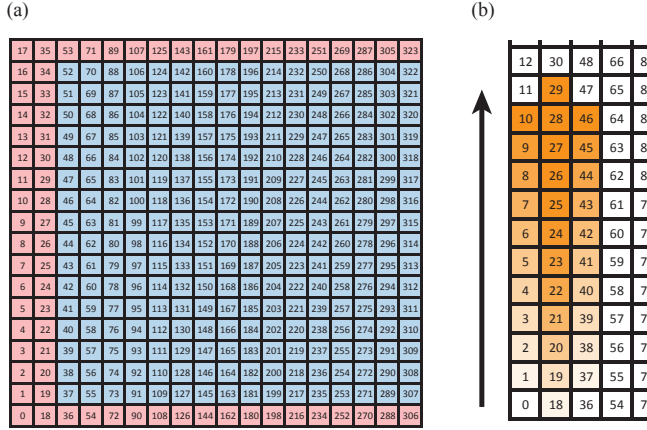 (a)
17 35 53 71 89 107 125 143 161 179 197 215 233 251 269 287 305 323
16 34 52 70 88 106 124 142 160 178 196 214 232 250 268 286 304 322
15 33 51 69 87 105 123 141 159 177 195 213 231 249 267 285 303 321
14 32 50 68 86 104 122 140 158 176 194 212 230 248 266 284 302 320
13 31 49 67 85 103 121 139 157 175 193 211 229 247 265 283 301 319
12 30 48 66 84 102 120 138 156 174 192 210 228 246 264 282 300 318
11 29 47 65 83 101 119 137 155 173 191 209 227 245 263 281 299 317
10 28 46 64 82 100 118 136 154 172 190 208 226 244 262 280 298 316
9 27 45 63 81 99 117 135 153 171 189 207 225 243 261 279 297 315
8 26 44 62 80 98 116 134 152 170 188 206 224 242 260 278 296 314
7 25 43 61 79 97 115 133 151 169 187 205 223 241 259 277 295 313
6 24 42 60 78 96 114 132 150 168 186 204 222 240 258 276 294 312
5 23 41 59 77 95 113 131 149 167 185 203 221 239 257 275 293 311
4 22 40 58 76 94 112 130 148 166 184 202 220 238 256 274 292 310
3 21 39 57 75 93 111 129 147 165 183 201 219 237 255 273 291 309
2 20 38 56 74 92 110 128 146 164 182 200 218 236 254 272 290 308
1 19 37 55 73 91 109 127 145 163 181 199 217 235 253 271 289 307
0 18 36 54 72 90 108 126 144 162 180 198 216 234 252 270 288 306
(b)
12 30 48 66 8
11 29 47 65 8
10 28 46 64 8
9 27 45 63 8
8 26 44 62 8
7 25 43 61 7
6 24 42 60 7
5 23 41 59 7
4 22 40 58 7
3 21 39 57 7
2 20 38 56 7
1 19 37 55 7
0 18 36 54 7